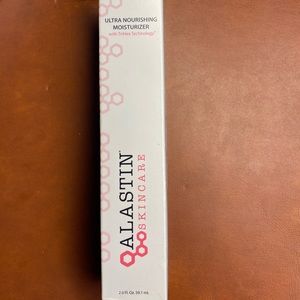 ULTRA NOURISHING
MOISTURIZER
with TriHex Technology®
ALASTIN®
SKINCARE
2.0 fl. Oz. 59.1 mL